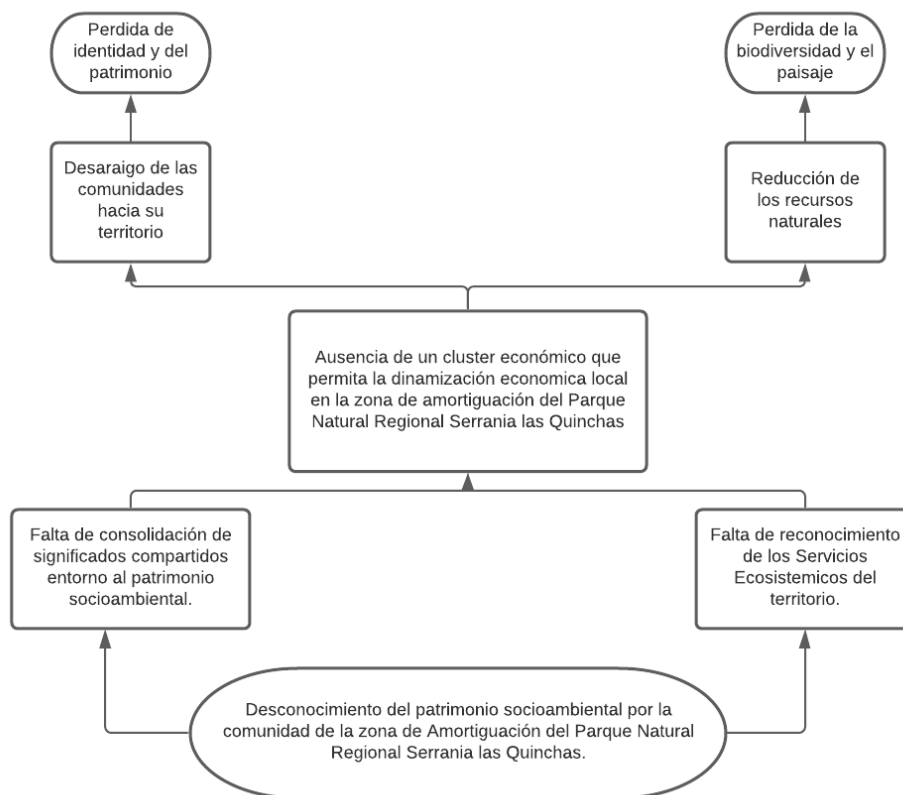 Perdida de
identidad y del
patrimonio
Perdida de la
biodiversidad y el
paisaje
Desaraigo de las
comunidades
hacia su
territorio
Reducción de
los recursos
naturales
Ausencia de un cluster económico que
permita la dinamización economica local
en la zona de amortiguación del Parque
Natural Regional Serrania las Quinchas
Falta de consolidación de
significados compartidos
entorno al patrimonio
socioambiental.
Falta de reconocimiento
de los Servicios
Ecosistemicos del
territorio.
Desconocimiento del patrimonio socioambiental por la
comunidad de la zona de Amortiguación del Parque Natural
Regional Serrania las Quinchas.